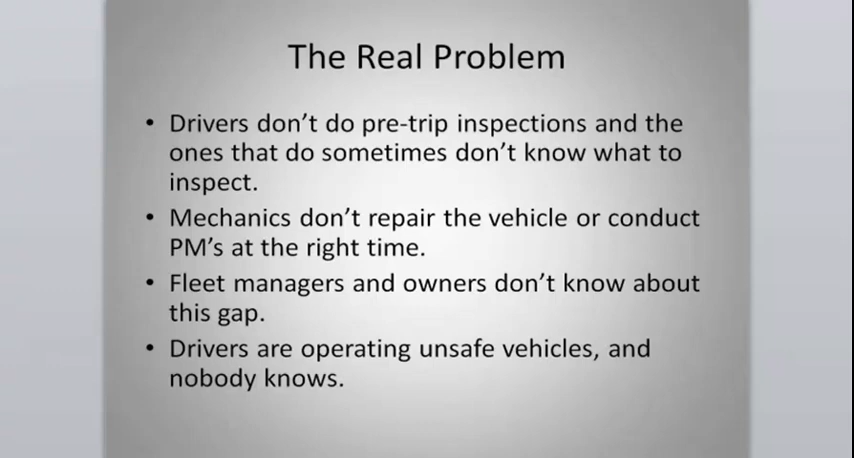 The Real Problem
• Drivers don’t do pre-trip inspections and the
ones that do sometimes don’t know what to
inspect.
• Mechanics don’t repair the vehicle or conduct
PM’s at the right time.
• Fleet managers and owners don’t know about
this gap.
• Drivers are operating unsafe vehicles, and
nobody knows.